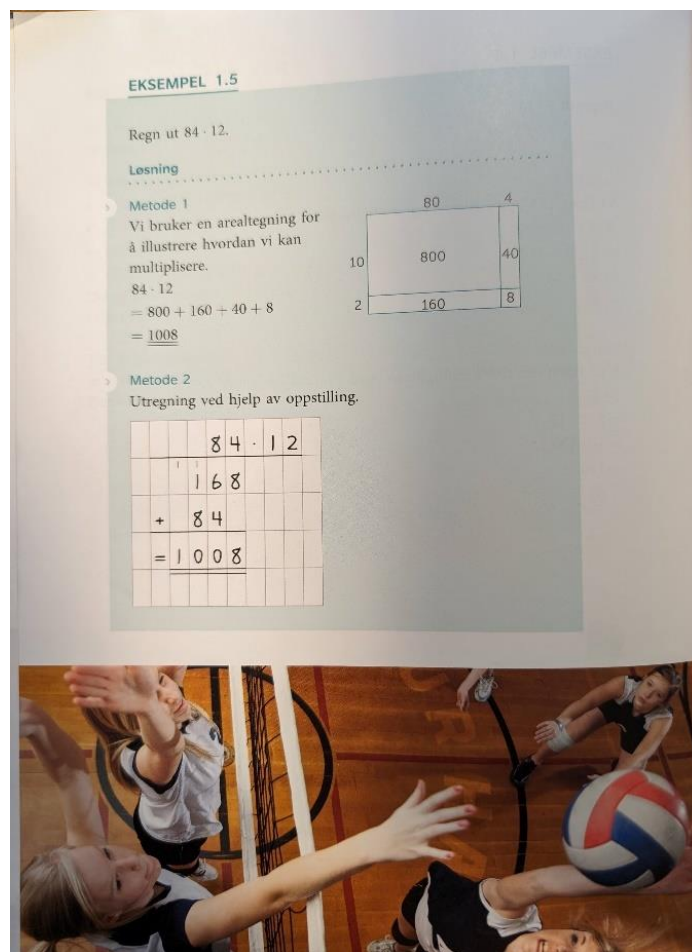 EKSEMPEL 1.5
Regn ut 84 · 12.
Løsning
Metode 1
Vi bruker en arealtegning for
å illustrere hvordan vi kan
multiplisere.
84 · 12
= 800 + 160 + 40 + 8
= 1008
80 4
10 800 40
2 160 8
Metode 2
Utregning ved hjelp av oppstilling.
84·12
1 1
168
+ 84
= 1008